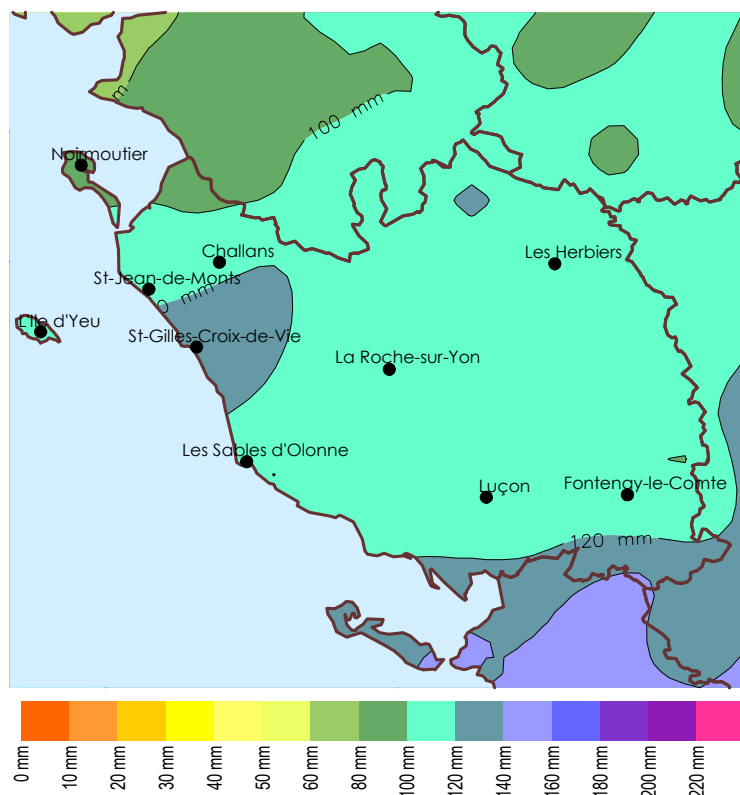 m
100 mm
Noirmoutier
Challans
Les Herbiers
St-Jean-de-Monts
0 mm
L'Ile d'Yeu
St-Gilles-Croix-de-Vie
La Roche-sur-Yon
Les Sables d'Olonne
Luçon
Fontenay-le-Comte
120 mm
0 mm
10 mm
20 mm
30 mm
40 mm
50 mm
60 mm
80 mm
100 mm
120 mm
140 mm
160 mm
180 mm
200 mm
220 mm